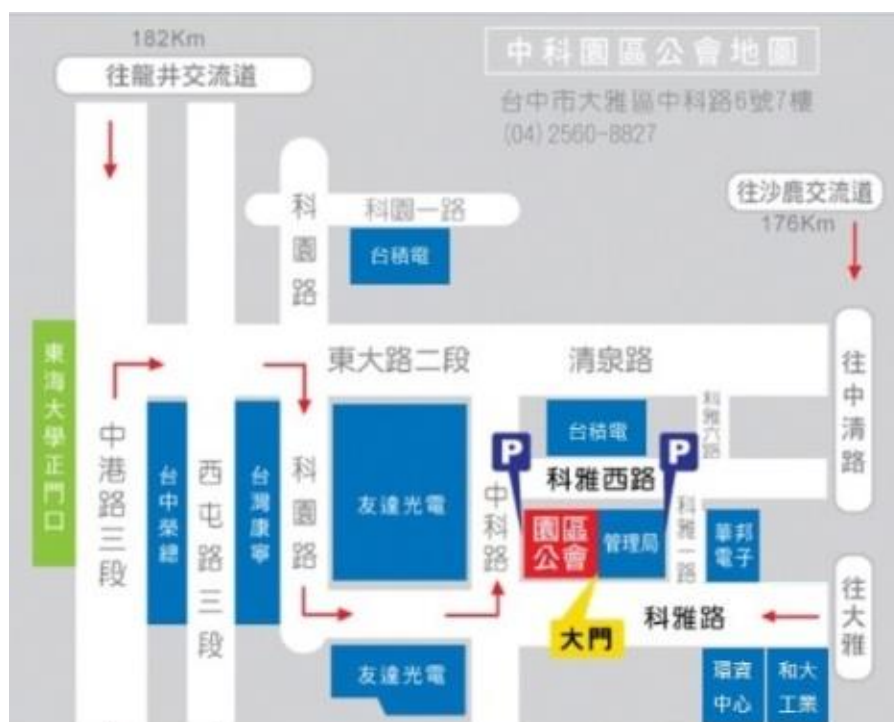 182Km
往龍井交流道
中科園區公會地圖
台中市大雅區中科路6號7樓
(04)2560-8827
科園路
科園一路
台積電
往沙鹿交流道
176Km
東海大學正門口
東大路二段
清泉路
往中清路
中港路三段
台中榮總
西屯路三段
台灣康寧
科園路
友達光電
中科路
P
台積電
P
科雅六路
科雅西路
園區
公會
管理局
科雅一路
華邦
電子
大門
科雅路
往大雅
友達光電
環資
中心
和大
工業